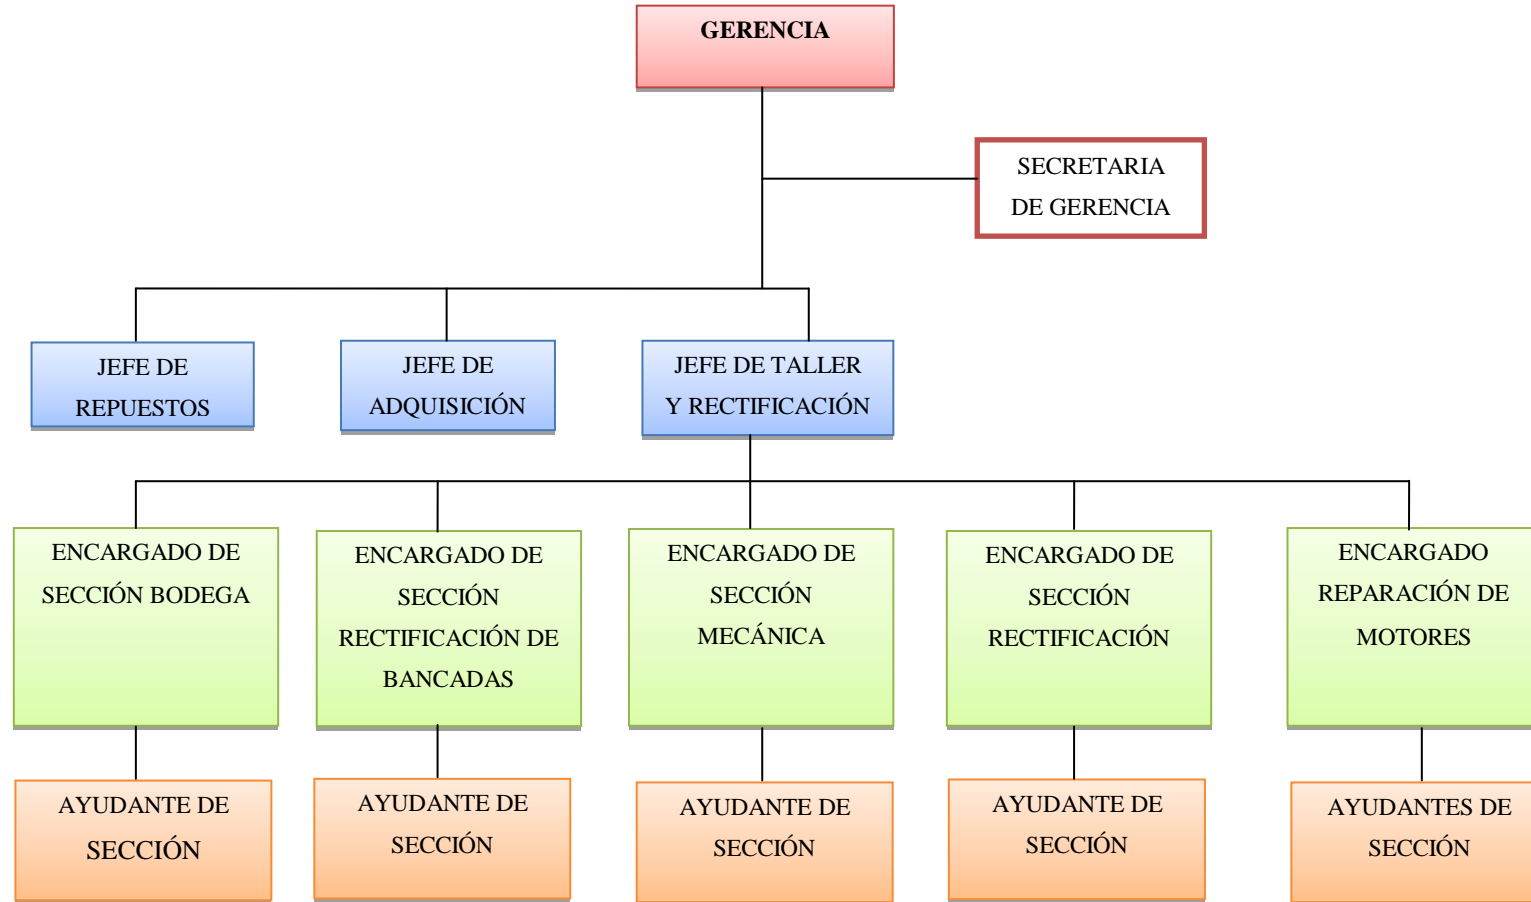 GERENCIA
SECRETARIA
DE GERENCIA
JEFE DE
REPUESTOS
JEFE DE
ADQUISICIÓN
JEFE DE TALLER
Y RECTIFICACIÓN
ENCARGADO DE
SECCIÓN BODEGA
ENCARGADO DE
SECCIÓN
RECTIFICACIÓN DE
BANCADAS
ENCARGADO DE
SECCIÓN
MECÁNICA
ENCARGADO DE
SECCIÓN
RECTIFICACIÓN
ENCARGADO
REPARACIÓN DE
MOTORES
AYUDANTE DE
SECCIÓN
AYUDANTE DE
SECCIÓN
AYUDANTE DE
SECCIÓN
AYUDANTE DE
SECCIÓN
AYUDANTES DE
SECCIÓN